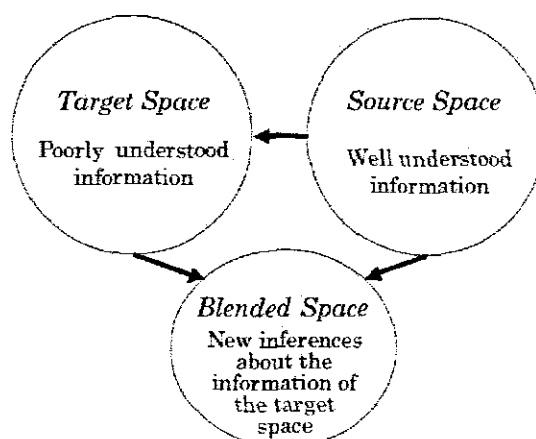 Target Space
Poorly understood
information
Source Space
Well understood
information
Blended Space
New inferences
about the
information of
the target
space